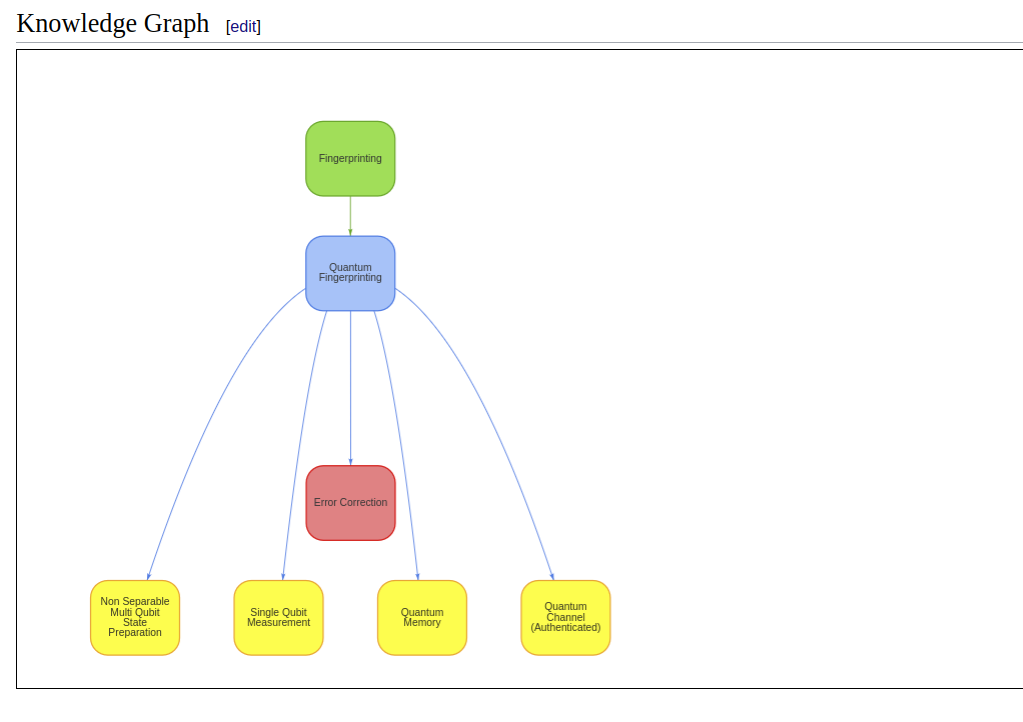 Knowledge Graph [edit]
Fingerprinting
Quantum
Fingerprinting
Error Correction
Non Separable
Multi Qubit
State
Preparation
Single Qubit
Measurement
Quantum
Memory
Quantum
Channel
(Authenticated)